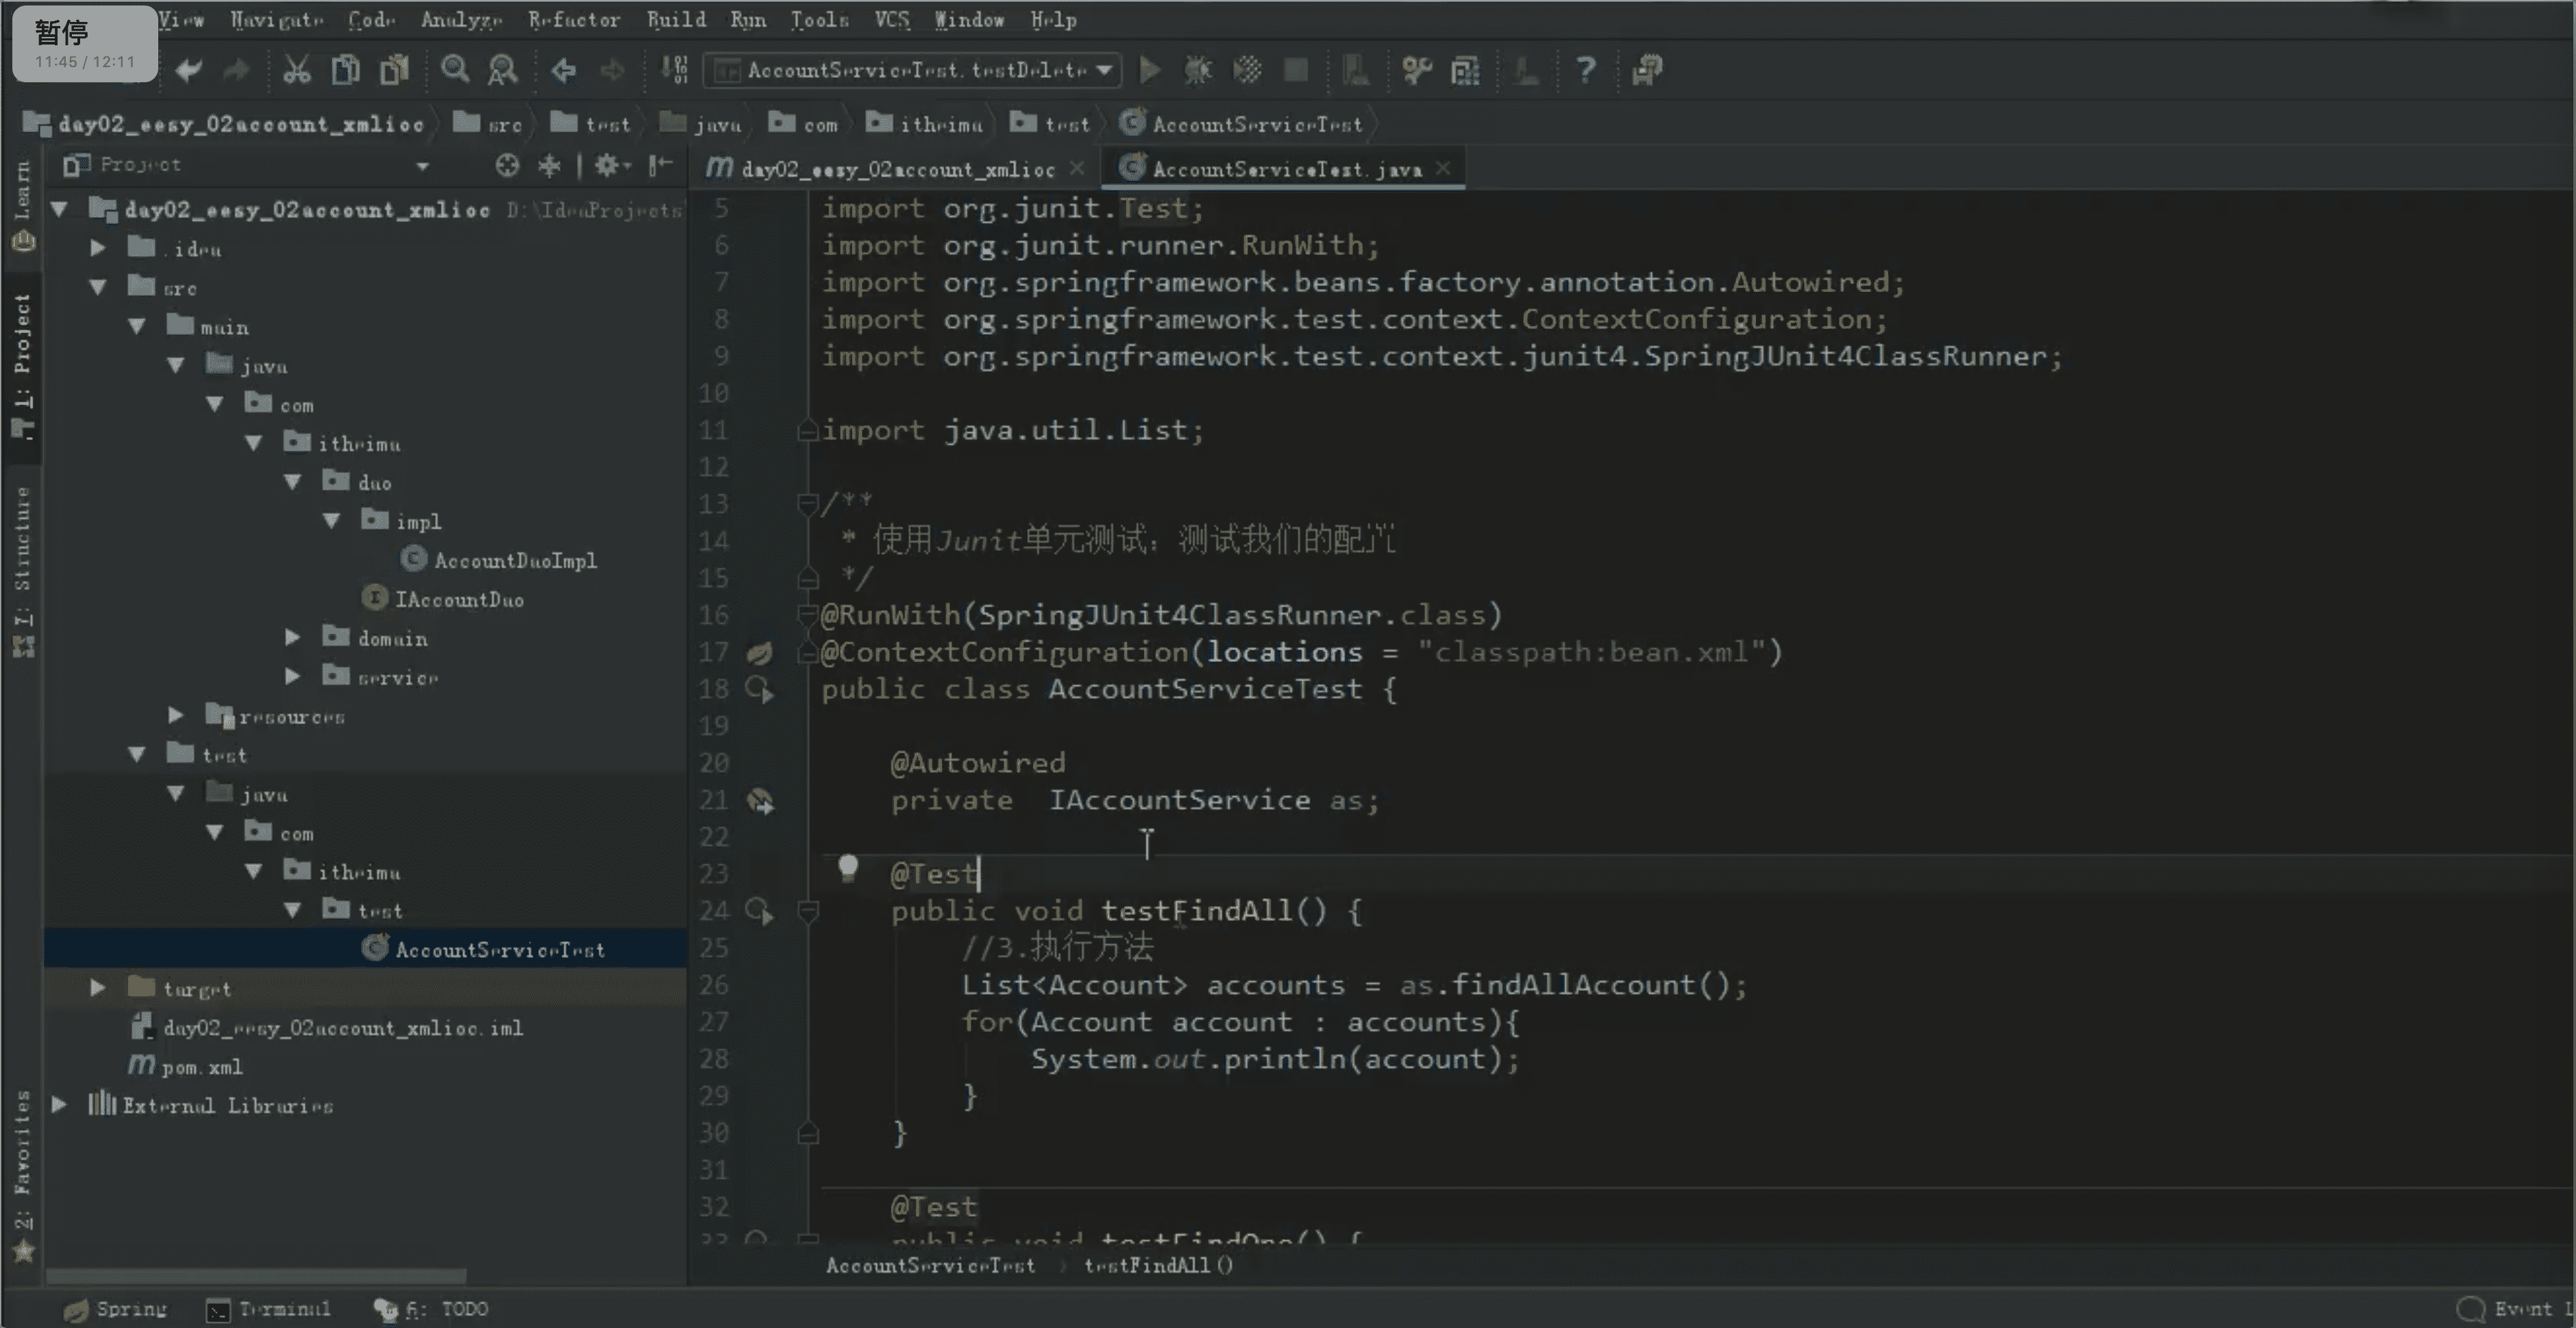 暂停
11:45 / 12:11
View Navigate Code Analyze Refactor Build Run Tools VCS Window Help
AccountServiceTest.testDelete
day02_eesy_02account_xmlioc src test java com itheima test AccountServiceTest
Project
day02_eesy_02account_xmlioc AccountServiceTest.java
Learn
1: Project
7: Structure
2: Favorites
day02_eesy_02account_xmlioc D:\IdeaProjects
.idea
src
main
java
com
itheima
dao
impl
AccountDaoImpl
IAccountDao
domain
service
resources
test
java
com
itheima
test
AccountServiceTest
target
day02_eesy_02account_xmlioc.iml
pom.xml
External Libraries
5 import org.junit.Test;
6 import org.junit.runner.RunWith;
7 import org.springframework.beans.factory.annotation.Autowired;
8 import org.springframework.test.context.ContextConfiguration;
9 import org.springframework.test.context.junit4.SpringJUnit4ClassRunner;
10
11 import java.util.List;
12
13 /**
14 * 使用Junit单元测试：测试我们的配置
15 */
16 @RunWith(SpringJUnit4ClassRunner.class)
17 @ContextConfiguration(locations = "classpath:bean.xml")
18 public class AccountServiceTest {
19
20 @Autowired
21 private  IAccountService as;
22
23 @Test
24 public void testFindAll() {
25 //3.执行方法
26 List<Account> accounts = as.findAllAccount();
27 for(Account account : accounts){
28 System.out.println(account);
29 }
30 }
31
32 @Test
33 public void testFindOne() {
AccountServiceTest testFindAll()
Spring Terminal 6: TODO Event